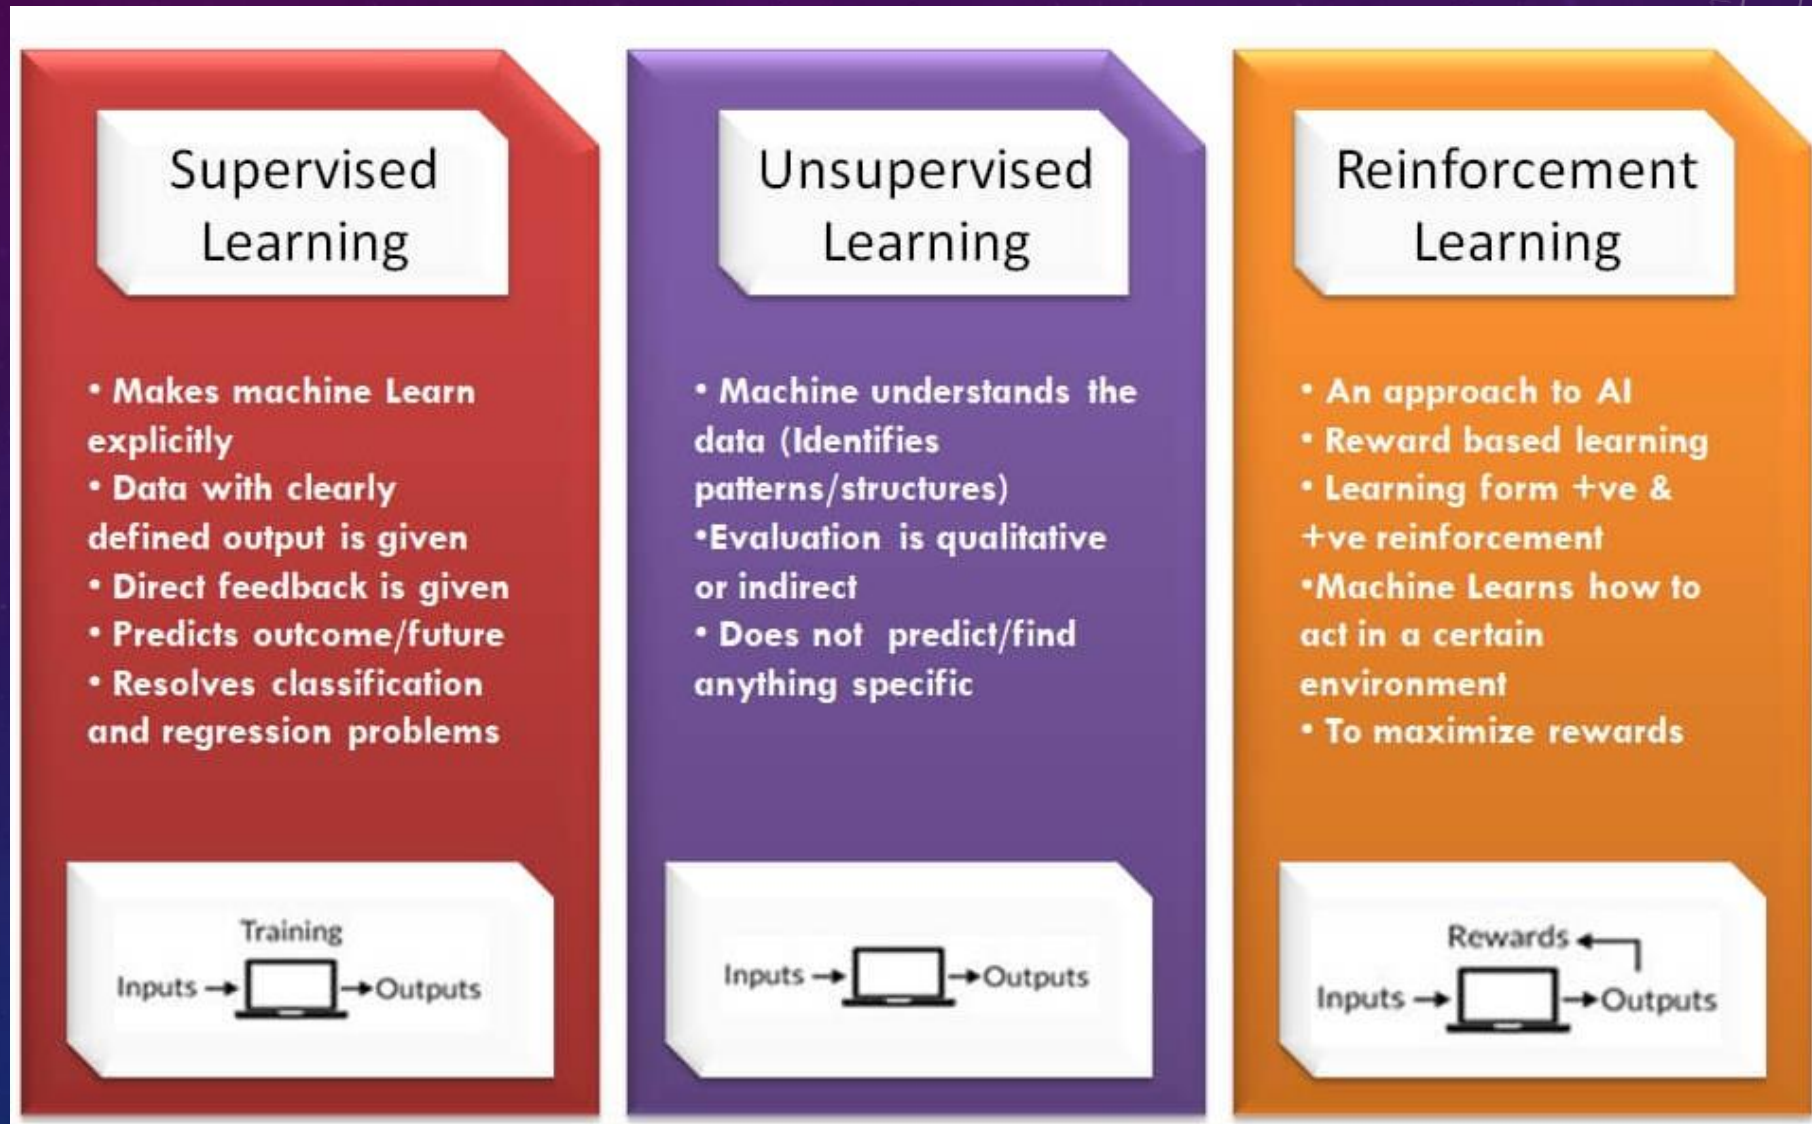 Supervised
Learning
• Makes machine Learn
explicitly
• Data with clearly
defined output is given
• Direct feedback is given
• Predicts outcome/future
• Resolves classification
and regression problems
Training
Inputs
Outputs
Unsupervised
Learning
• Machine understands the
data (Identifies
patterns/structures)
•Evaluation is qualitative
or indirect
• Does not predict/find
anything specific
Inputs
Outputs
Reinforcement
Learning
• An approach to AI
• Reward based learning
• Learning form +ve &
+ve reinforcement
•Machine Learns how to
act in a certain
environment
• To maximize rewards
Rewards
Inputs
Outputs